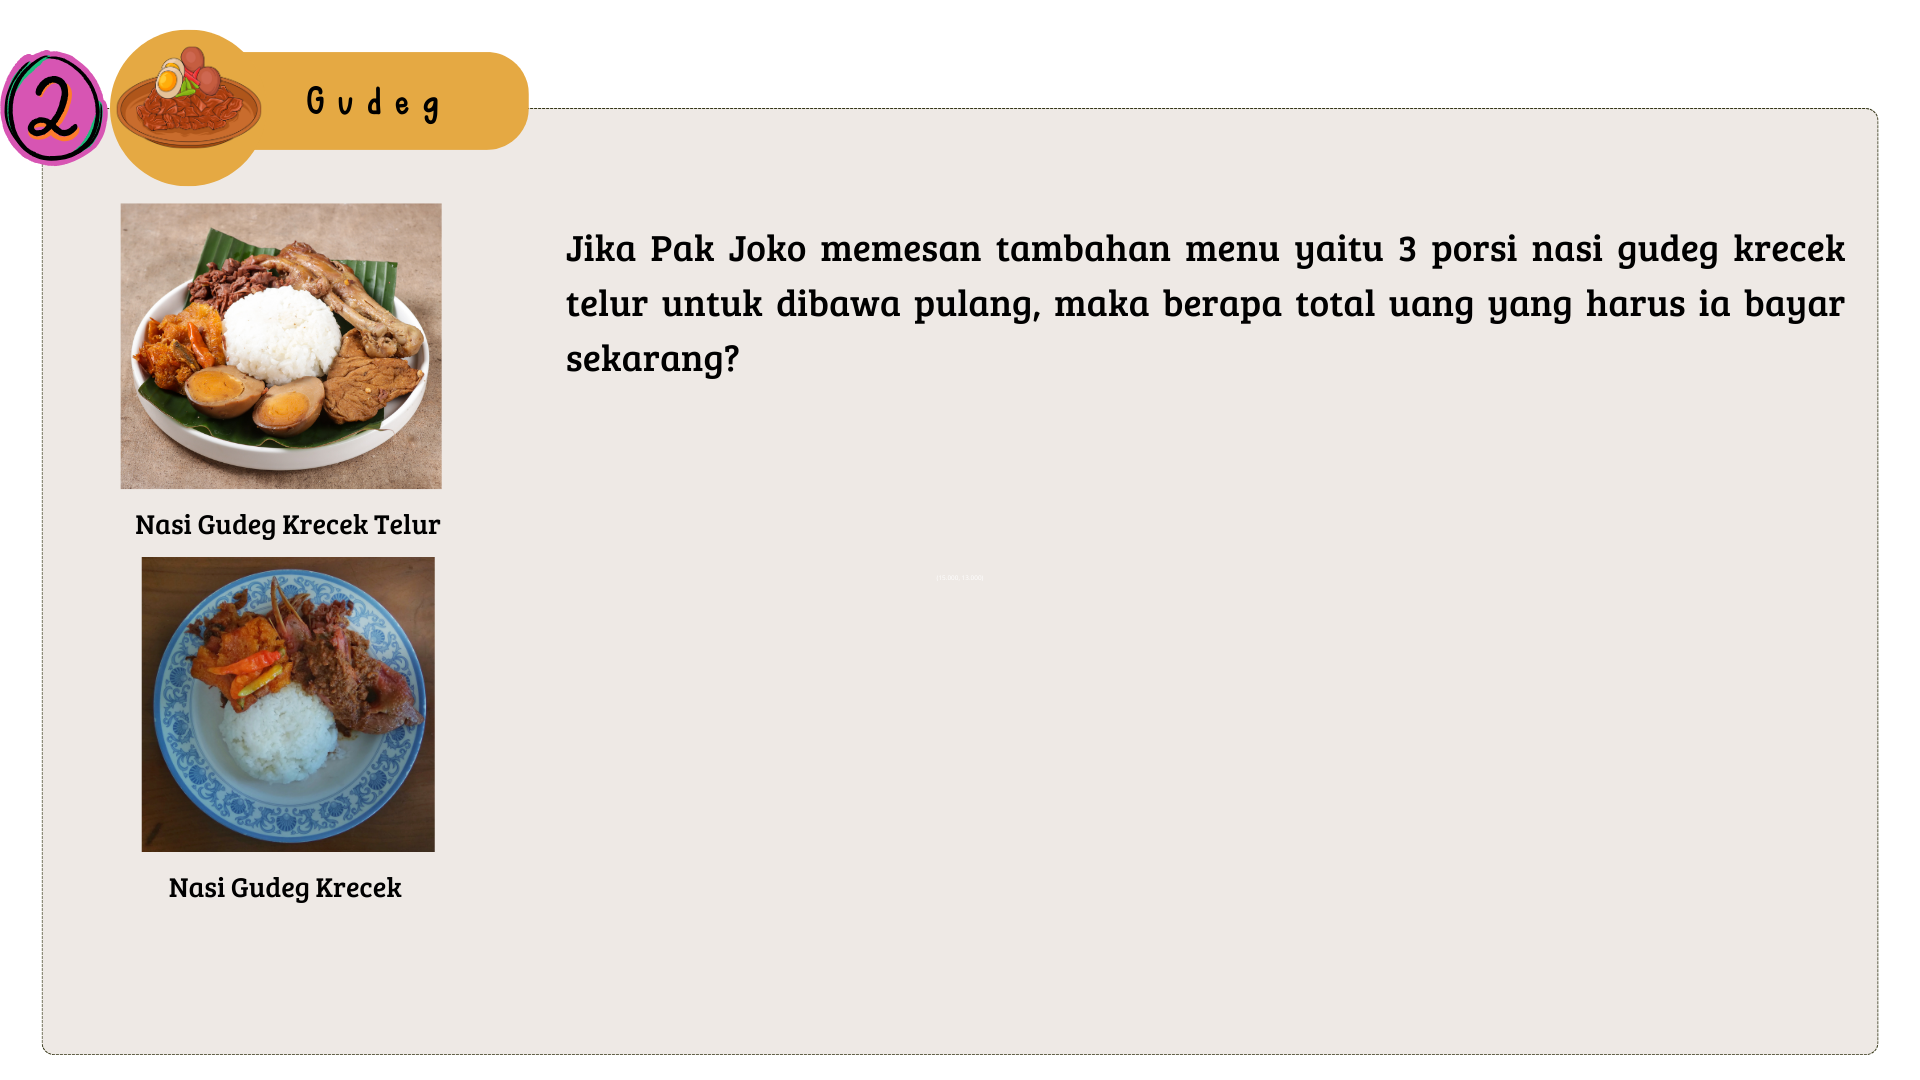 2
Gudeg
Jika Pak Joko memesan tambahan menu yaitu 3 porsi nasi gudeg krecek
telur untuk dibawa pulang, maka berapa total uang yang harus ia bayar
sekarang?
Nasi Gudeg Krecek Telur
Nasi Gudeg Krecek